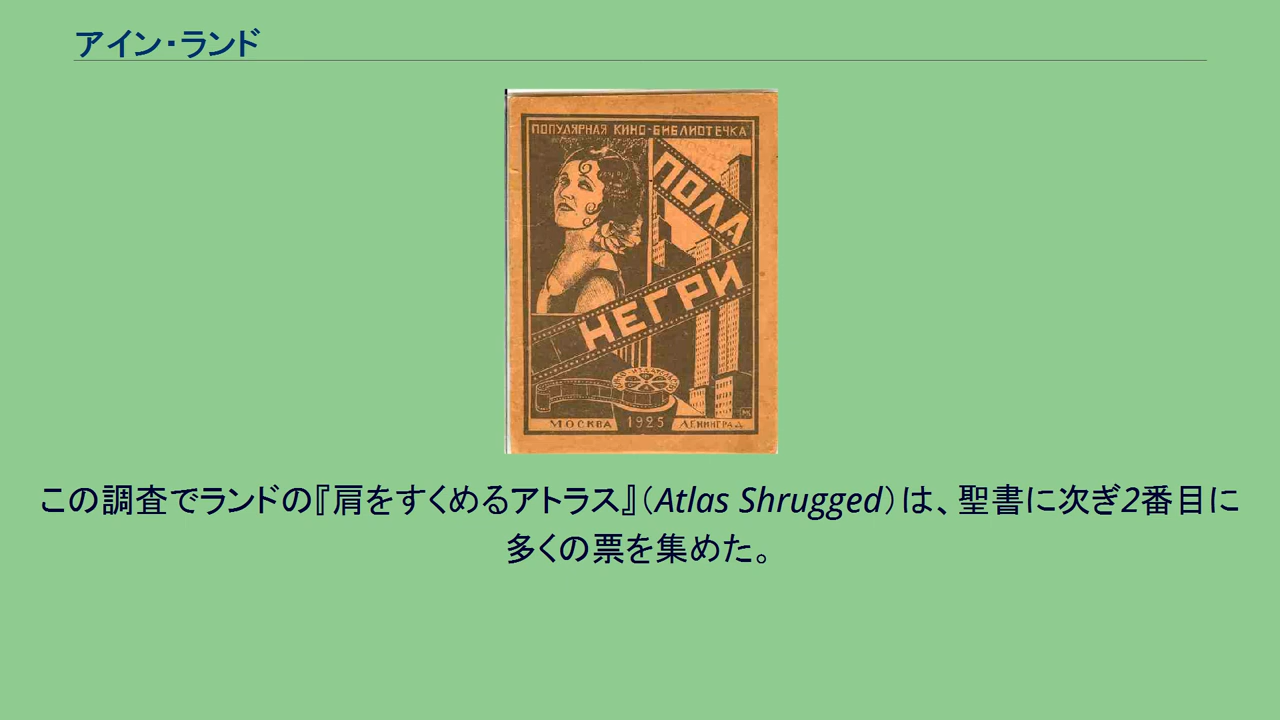 アイン・ランド
ПОПУЛЯРНАЯ КИНО-БИБЛИОТЕЧКА
ПОЛА
НЕГРИ
МОСКВА 1925 ЛЕНИНГРАД
この調査でランドの『肩をすくめるアトラス』（Atlas Shrugged）は、聖書に次ぎ2番目に
多くの票を集めた。